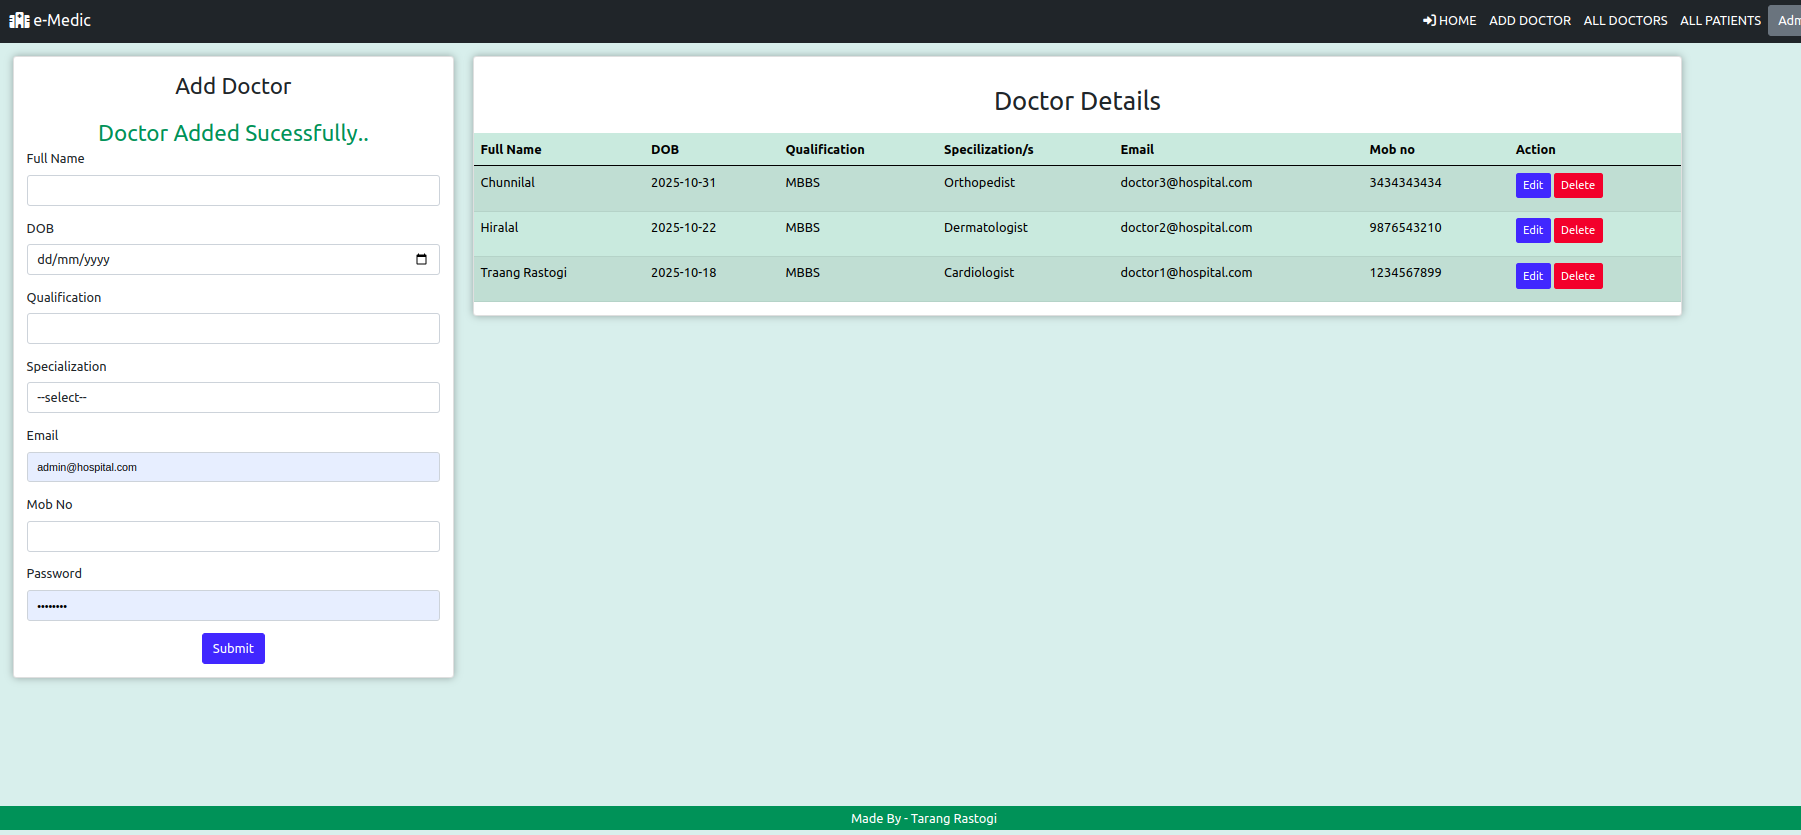 e-Medic
HOME ADD DOCTOR ALL DOCTORS ALL PATIENTS Adm
Add Doctor
Doctor Added Sucessfully..
Full Name
DOB
dd/mm/yyyy
Qualification
Specialization
--select--
Email
admin@hospital.com
Mob No
Password
••••••••
Submit
Doctor Details
Full Name DOB Qualification Specilization/s Email Mob no Action
Chunnilal 2025-10-31 MBBS Orthopedist doctor3@hospital.com 3434343434 Edit Delete
Hiralal 2025-10-22 MBBS Dermatologist doctor2@hospital.com 9876543210 Edit Delete
Traang Rastogi 2025-10-18 MBBS Cardiologist doctor1@hospital.com 1234567899 Edit Delete
Made By - Tarang Rastogi